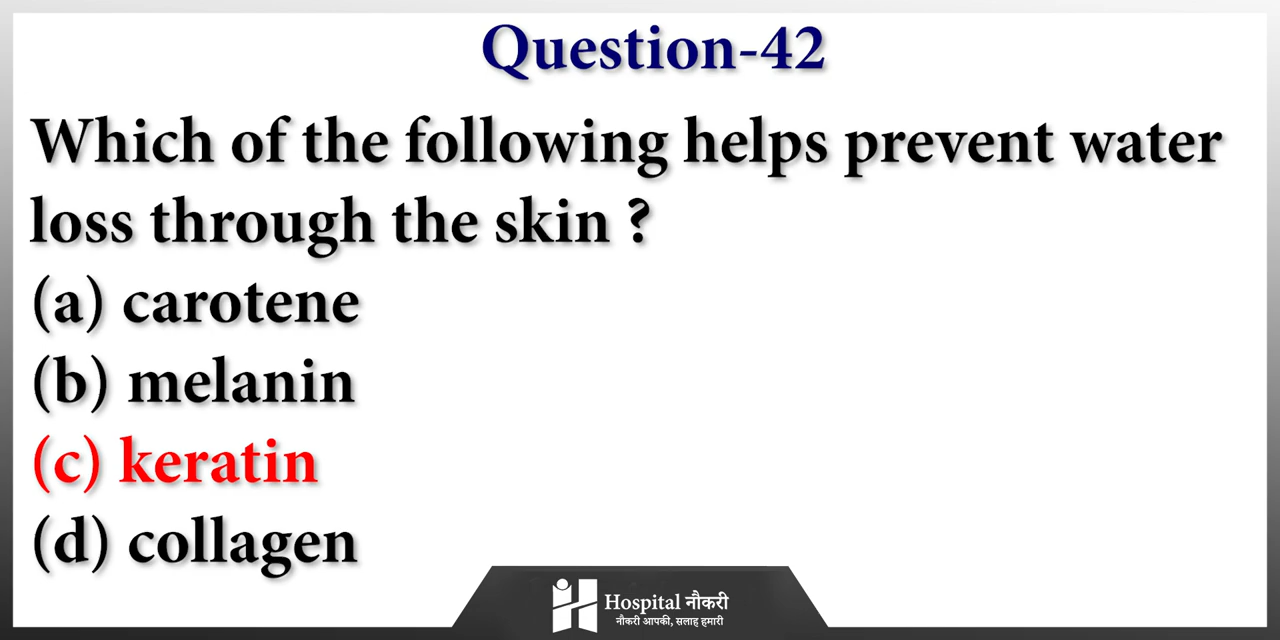 Question-42
Which of the following helps prevent water
loss through the skin ?
(a) carotene
(b) melanin
(c) keratin
(d) collagen
Hospital नौकरी
नौकरी आपकी, सलाह हमारी